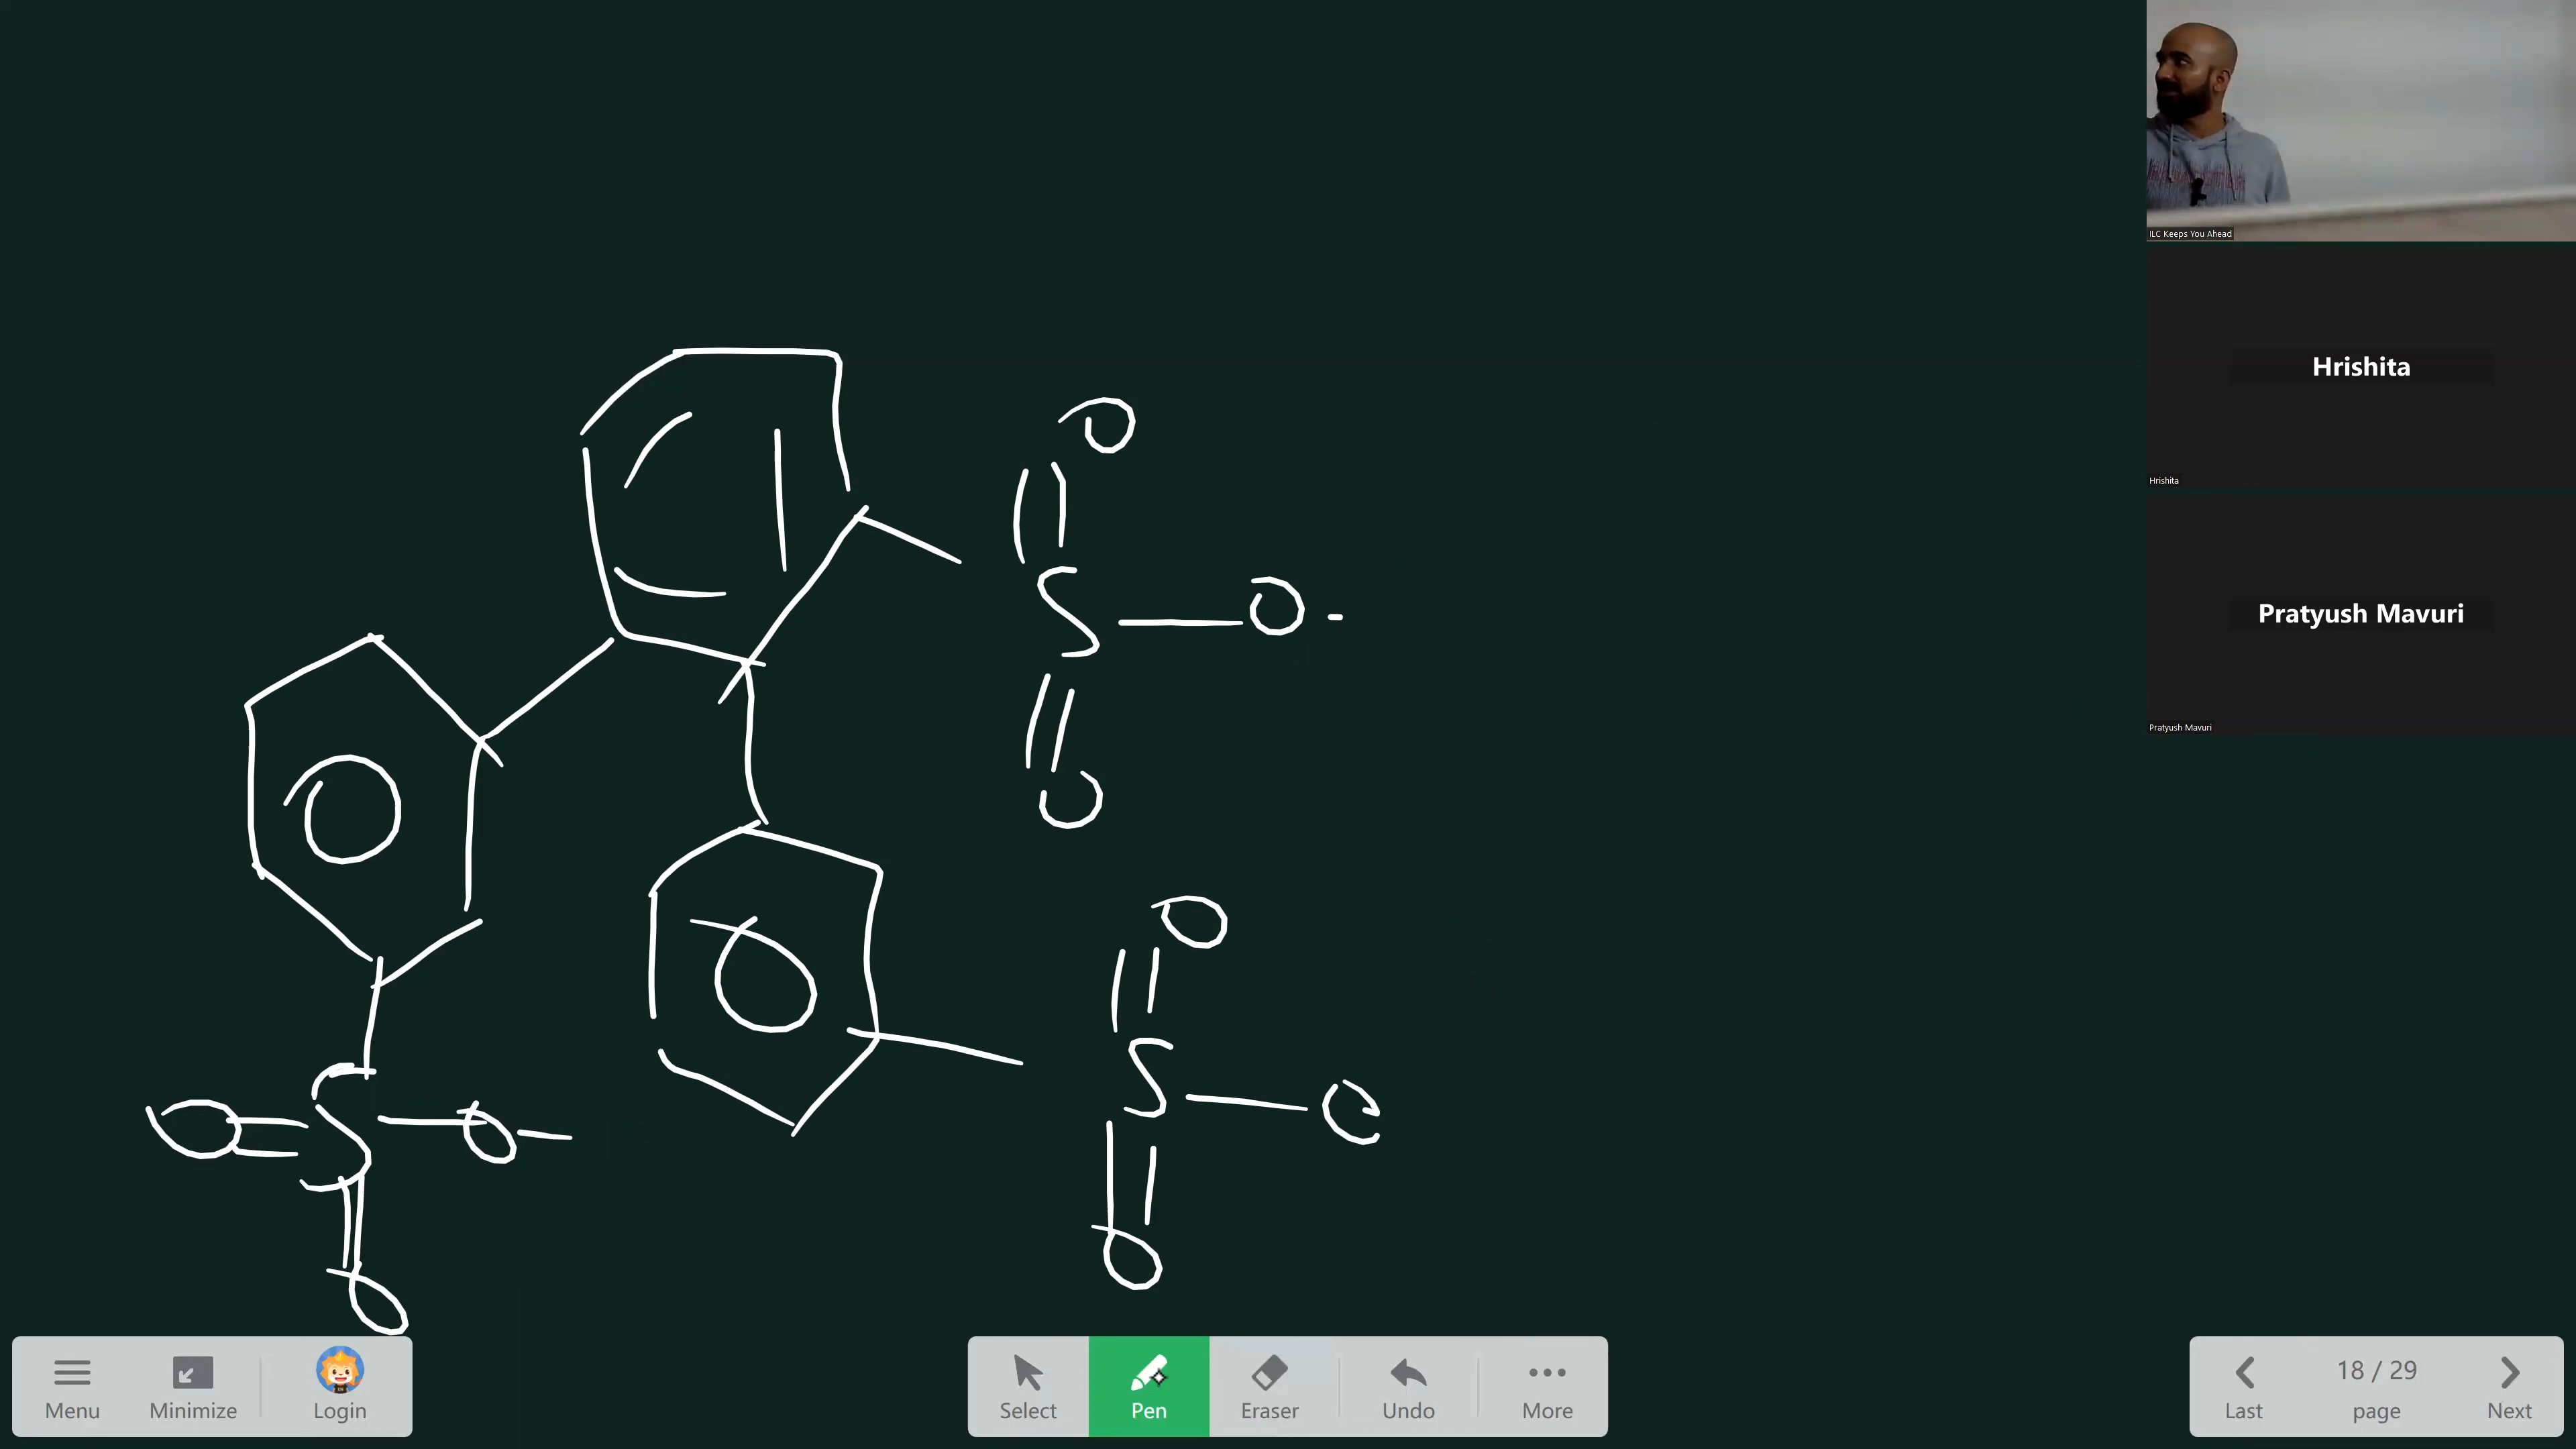 ILC Keeps You Ahead
Hrishita
Hrishita
Pratyush Mavuri
Pratyush Mavuri
O
S O -
O
O
S
O S O -
O
O
Menu
Minimize
Login
Select
Pen
Eraser
Undo
More
Last
18 / 29
page
Next